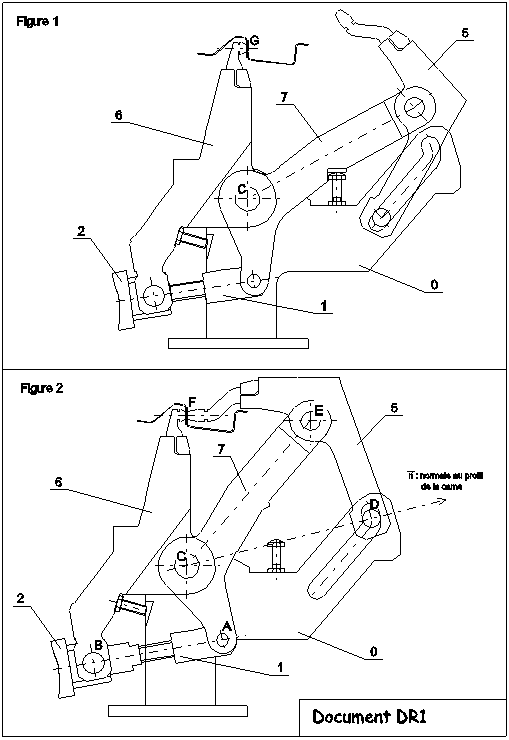 Figure 1
G
5
6
7
C
2
1
0
Figure 2
F
E
5
7
n : normale au profil
de la came
6
D
C
2
B
A
1
0
Document DR1